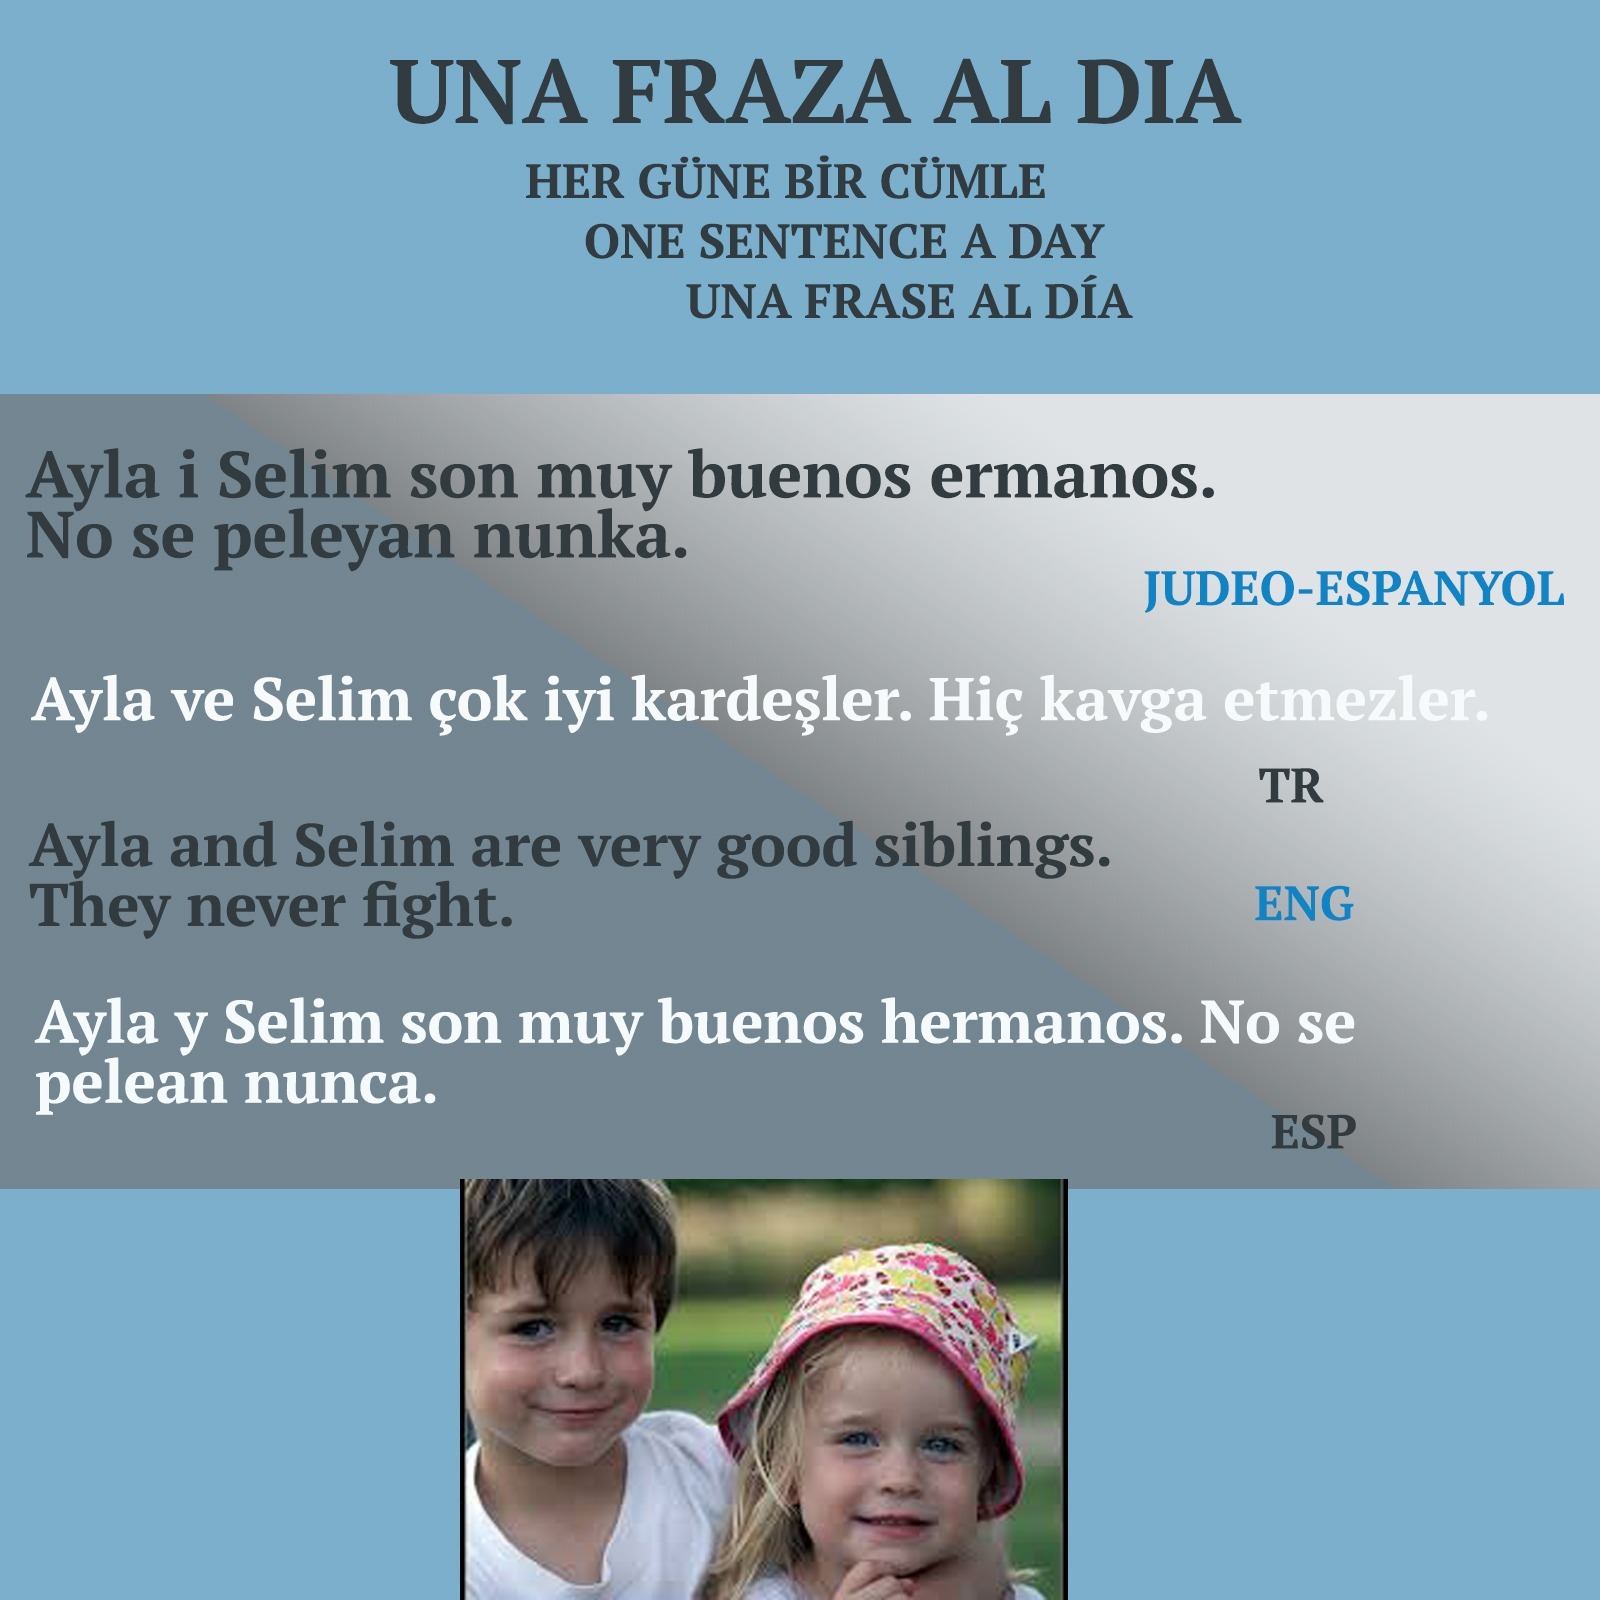 UNA FRAZA AL DIA
HER GÜNE BİR CÜMLE
ONE SENTENCE A DAY
UNA FRASE AL DÍA
Ayla i Selim son muy buenos ermanos.
No se peleyan nunka.
JUDEO-ESPANYOL
Ayla ve Selim çok iyi kardeşler. Hiç kavga etmezler.
TR
Ayla and Selim are very good siblings.
They never fight.
ENG
Ayla y Selim son muy buenos hermanos. No se
pelean nunca.
ESP